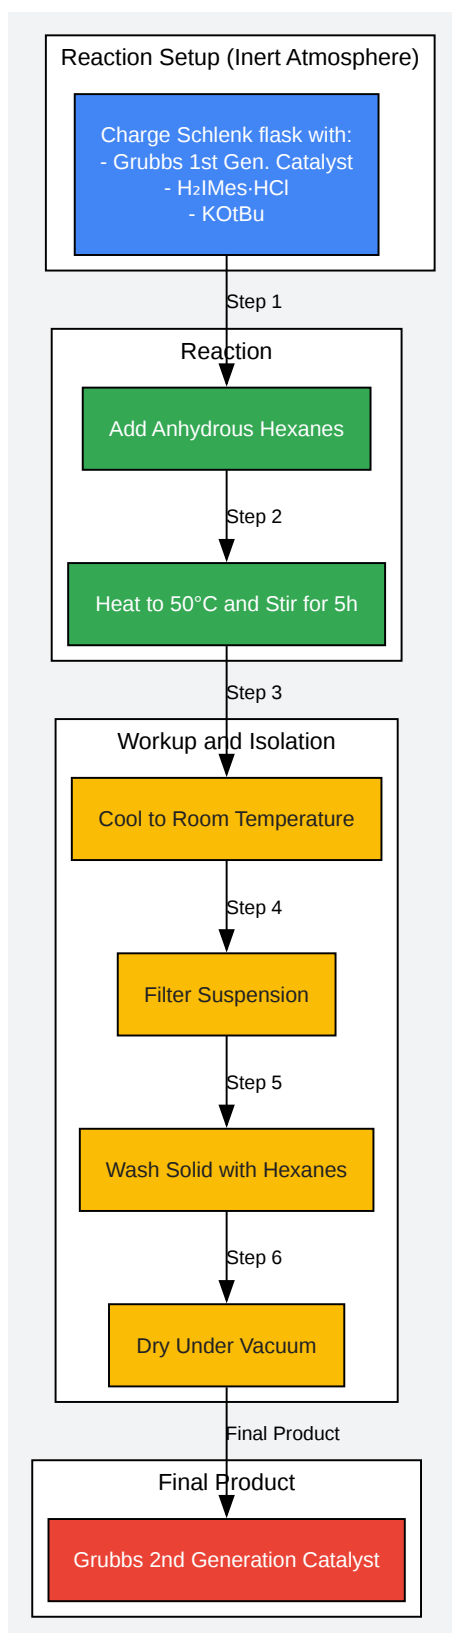 Reaction Setup (Inert Atmosphere)
Charge Schlenk flask with:
- Grubbs 1st Gen. Catalyst
- H₂IMes·HCl
- KOtBu
Step 1
Reaction
Add Anhydrous Hexanes
Step 2
Heat to 50°C and Stir for 5h
Step 3
Workup and Isolation
Cool to Room Temperature
Step 4
Filter Suspension
Step 5
Wash Solid with Hexanes
Step 6
Dry Under Vacuum
Final Product
Final Product
Grubbs 2nd Generation Catalyst